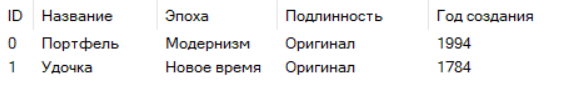 ID Название Эпоха Подлинность Год создания
0 Портфель Модернизм Оригинал 1994
1 Удочка Новое время Оригинал 1784